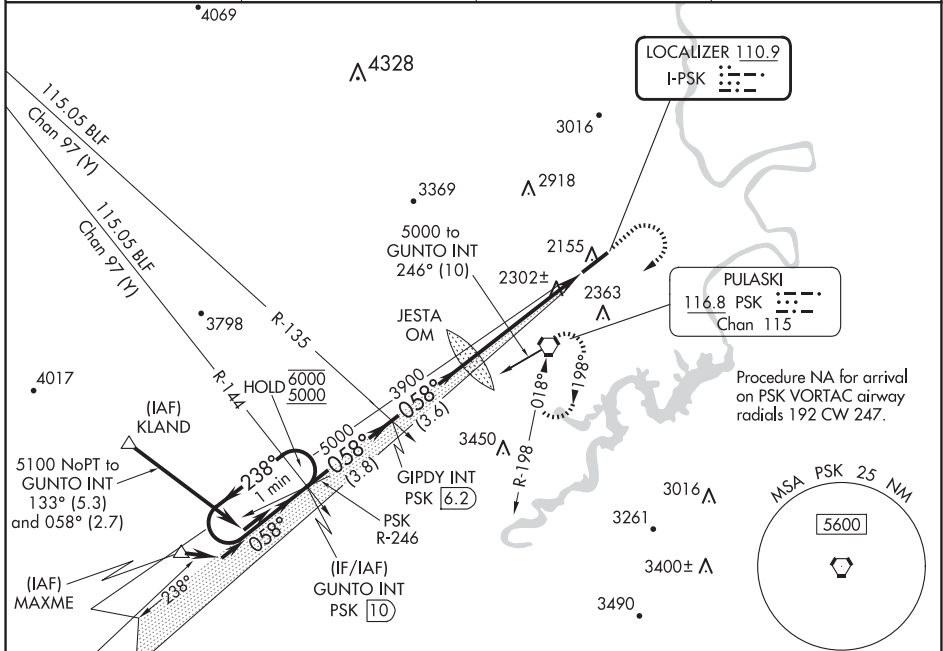 4069
4328
LOCALIZER 110.9
I-PSK
115.05 BLF
Chan 97 (Y)
3016
115.05 BLF
Chan 97 (Y)
2918
3369
5000 to
GUNTO INT
246° (10)
2155
2302±
2363
PULASKI
116.8 PSK
Chan 115
JESTA
OM
3798
R-135
R-144
4017
HOLD 6000
5000
3900
058°
(3.6)
018°
198°
Procedure NA for arrival
on PSK VORTAC airway
radials 192 CW 247.
(IAF)
KLAND
5000
058°
(3.8)
3450
R-198
238°
1 min
GIPDY INT
PSK 6.2
5100 NoPT to
GUNTO INT
133° (5.3)
and 058° (2.7)
058°
PSK
R-246
3016
MSA PSK 25 NM
3261
5600
(IAF)
MAXME
238°
(IF/IAF)
GUNTO INT
PSK 10
3400±
3490